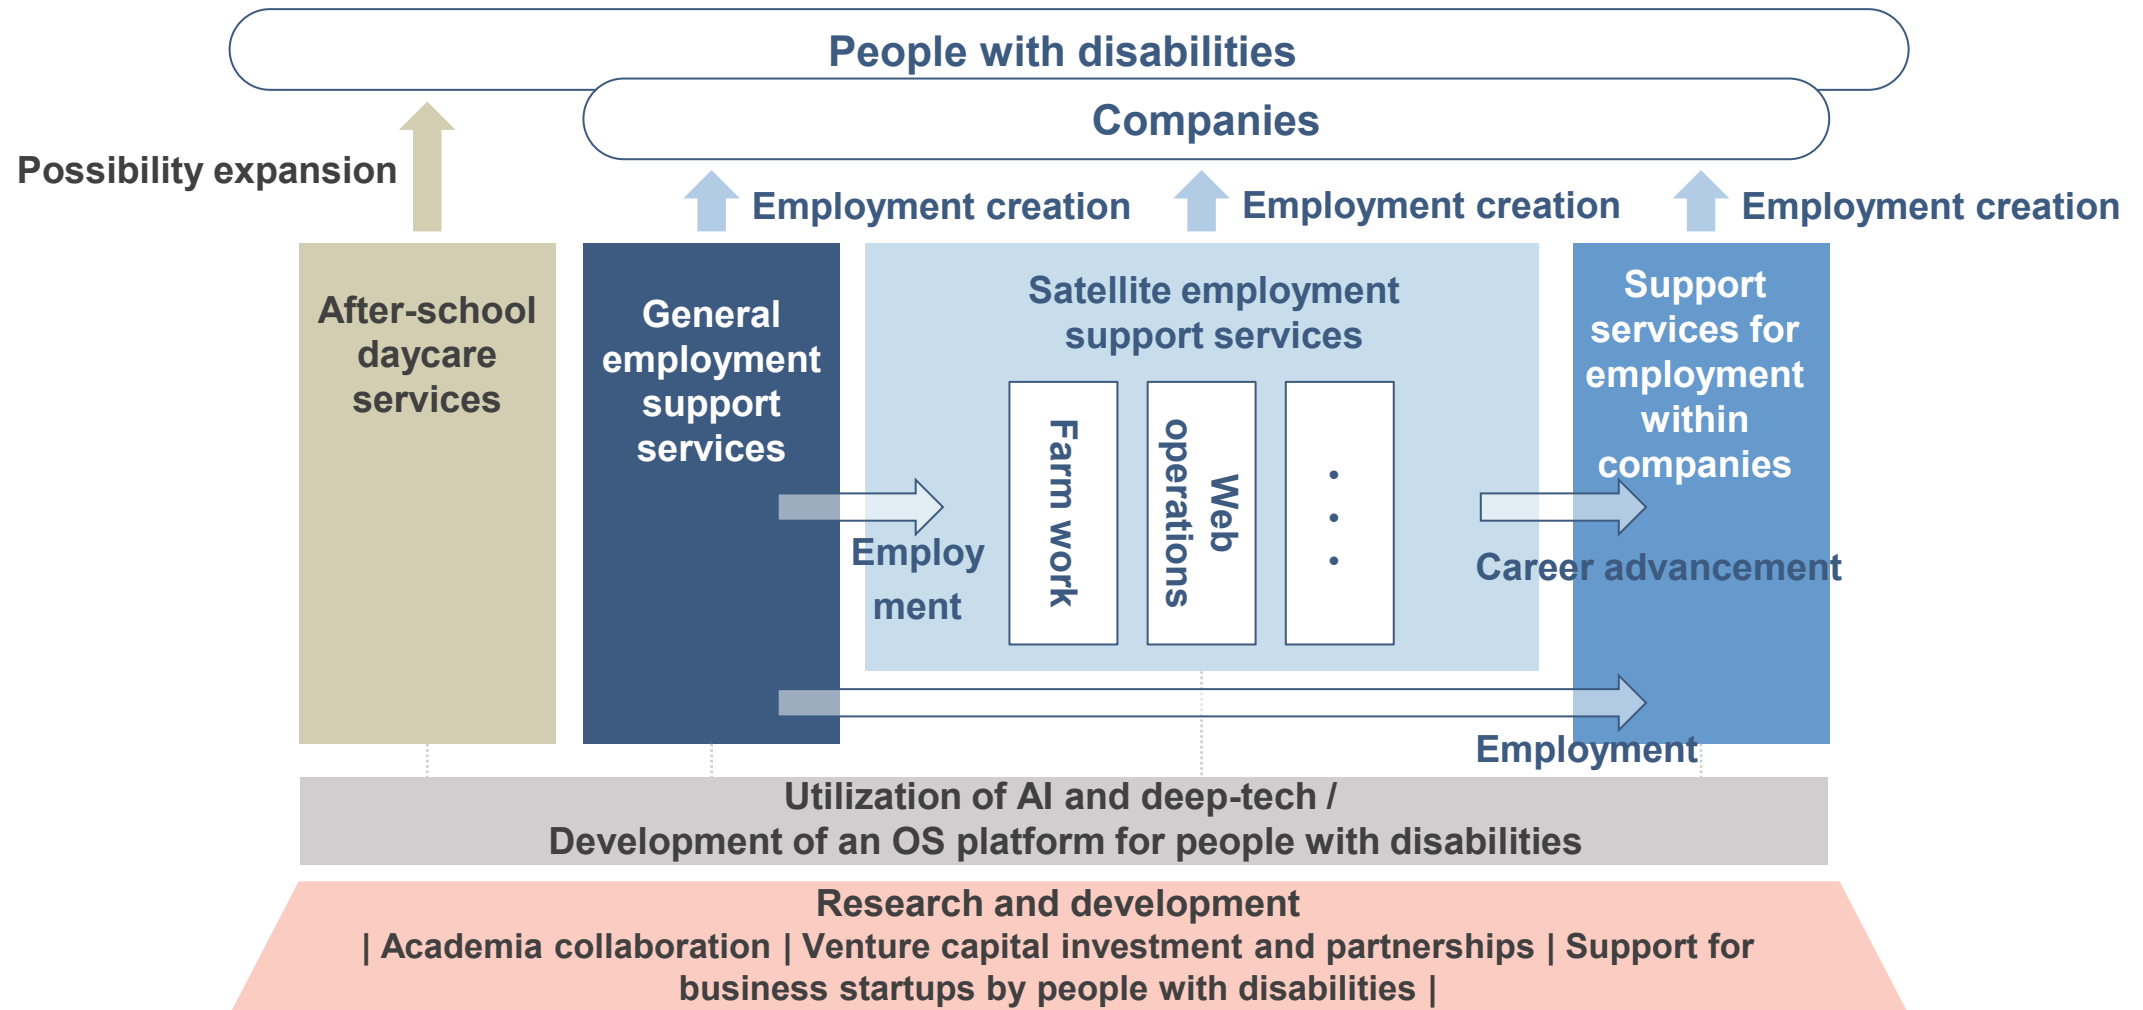 People with disabilities
Companies
Possibility expansion
Employment creation
Employment creation
Employment creation
After-school
daycare
services
General
employment
support
services
Satellite employment
support services
Farm work
Web
operations
・・・
Support
services for
employment
within
companies
Employ
ment
Career advancement
Employment
Utilization of AI and deep-tech /
Development of an OS platform for people with disabilities
Research and development
| Academia collaboration | Venture capital investment and partnerships | Support for
business startups by people with disabilities |